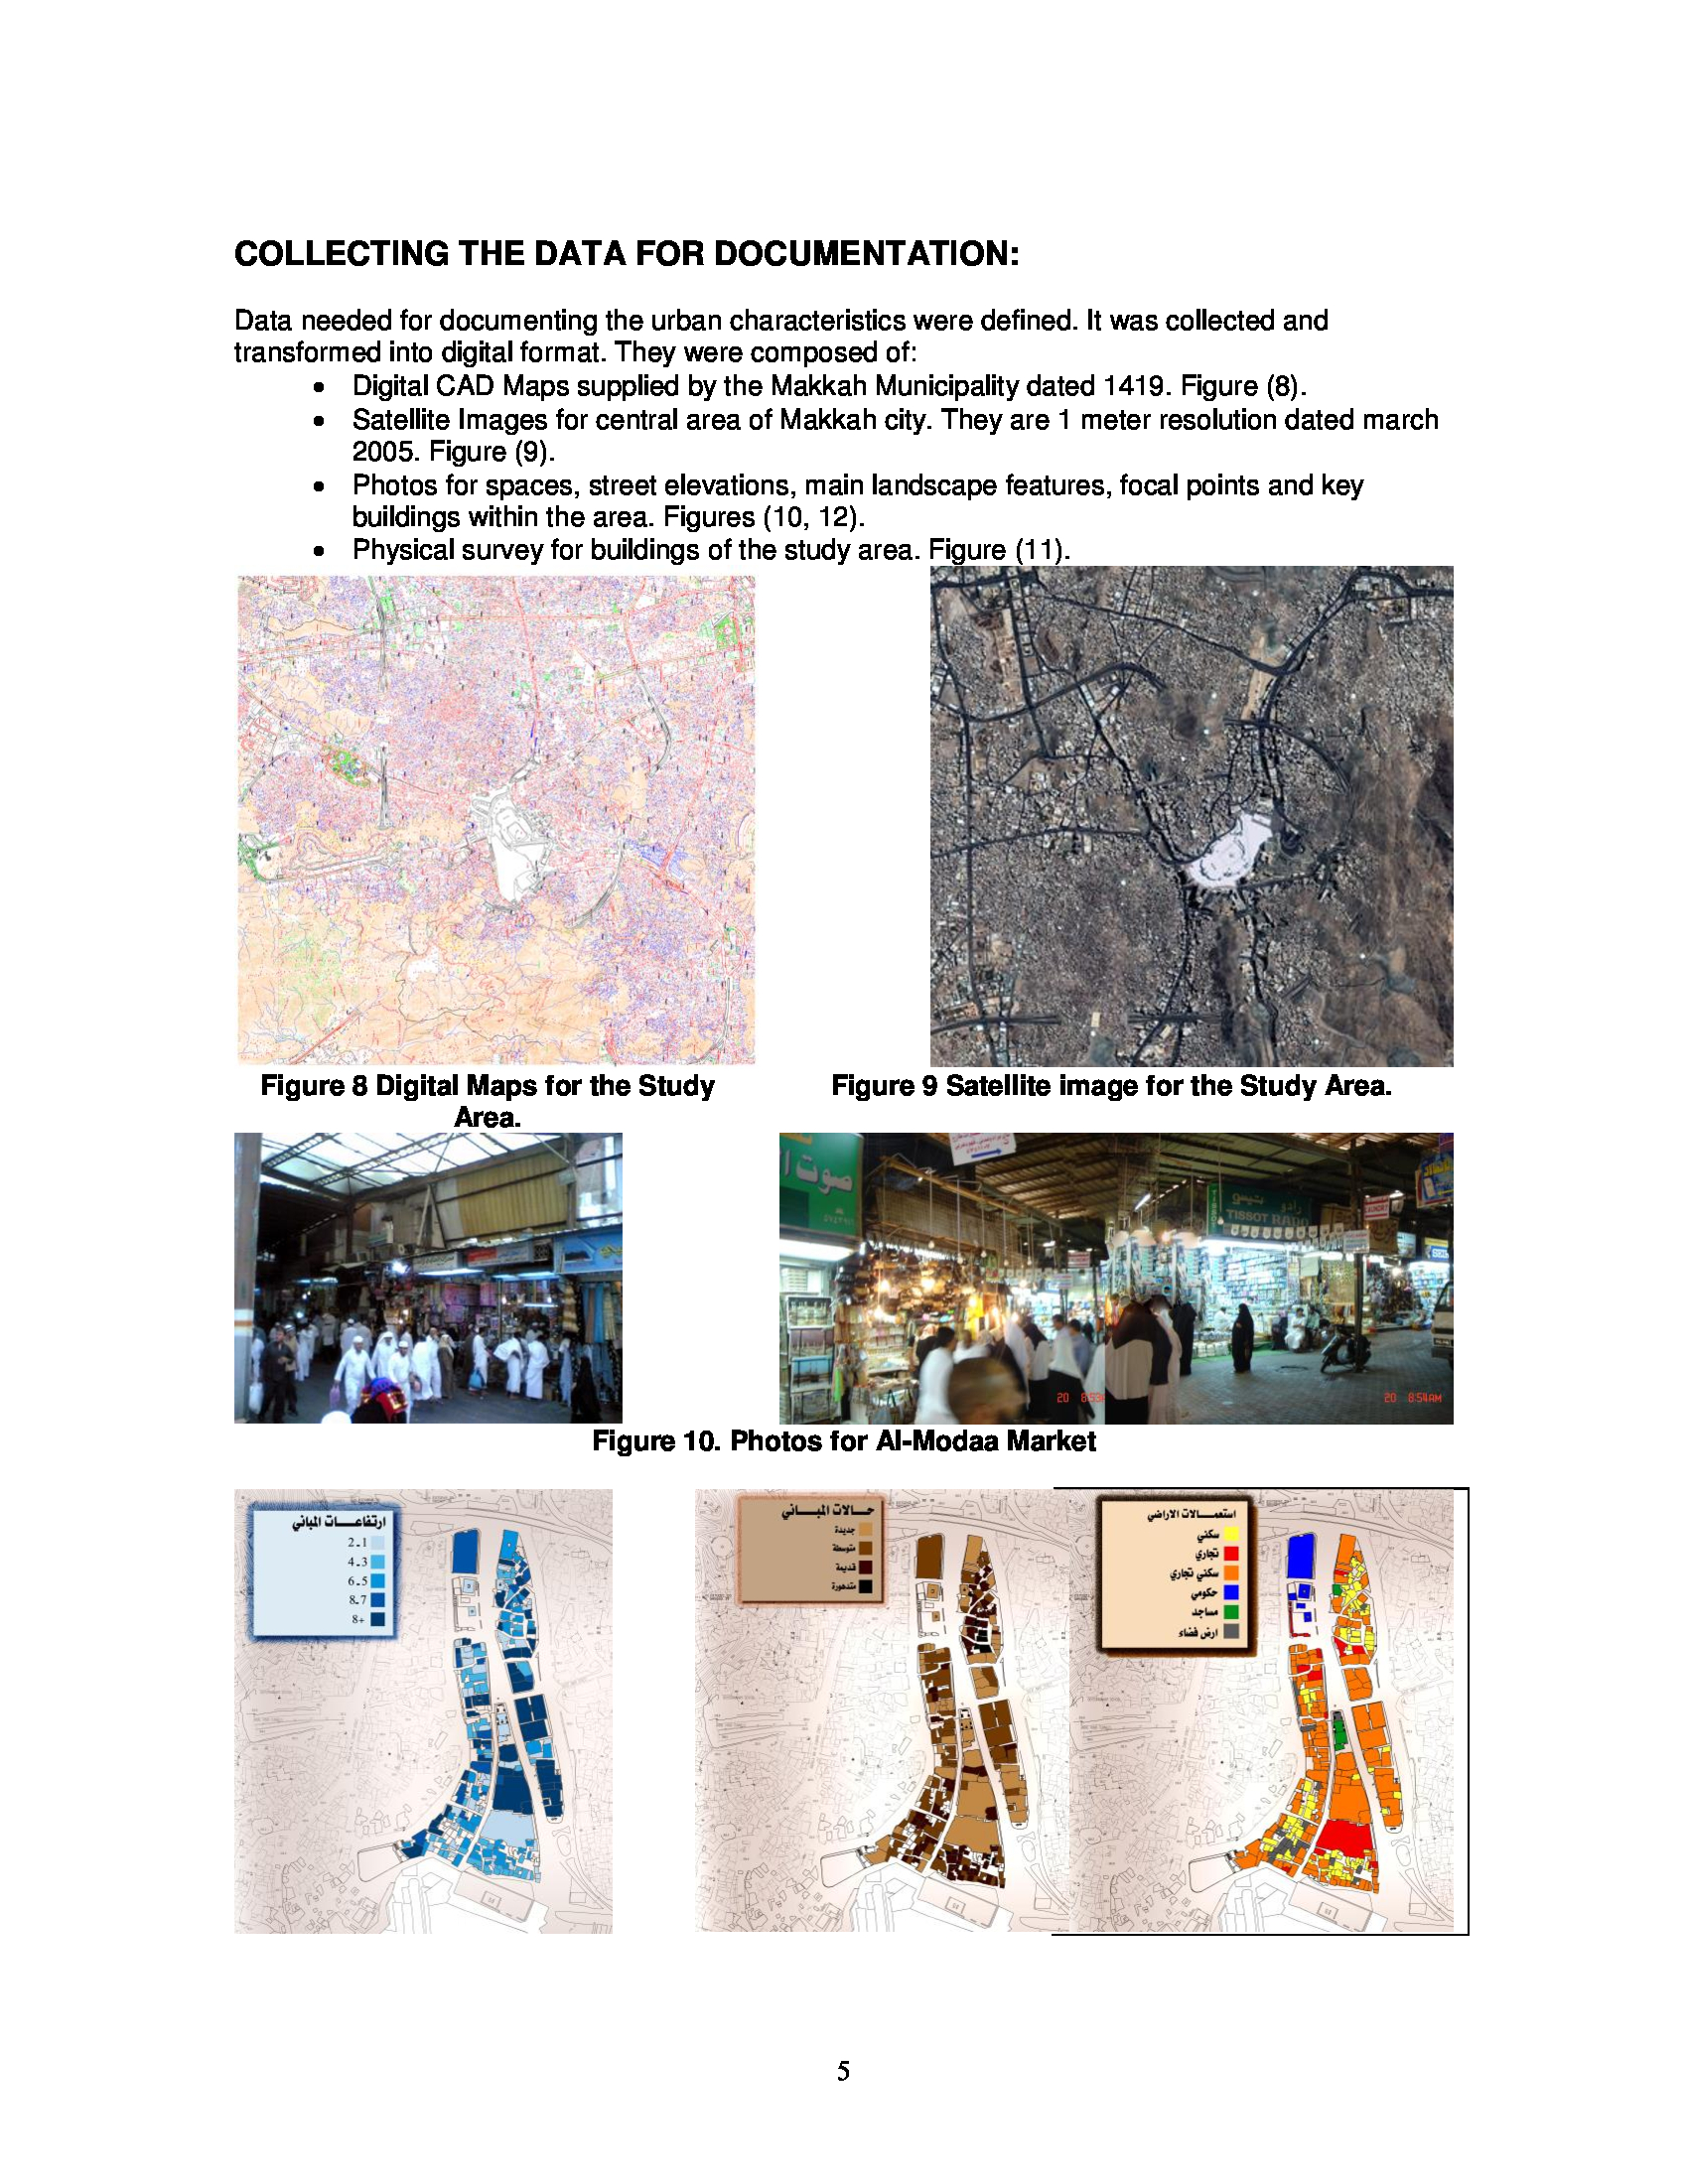 COLLECTING THE DATA FOR DOCUMENTATION:
Data needed for documenting the urban characteristics were defined. It was collected and
transformed into digital format. They were composed of:
• Digital CAD Maps supplied by the Makkah Municipality dated 1419. Figure (8).
• Satellite Images for central area of Makkah city. They are 1 meter resolution dated march
2005. Figure (9).
• Photos for spaces, street elevations, main landscape features, focal points and key
buildings within the area. Figures (10, 12).
• Physical survey for buildings of the study area. Figure (11).
Figure 8 Digital Maps for the Study
Area.
Figure 9 Satellite image for the Study Area.
صوت ا
رادو تيسو
TISSOT RADO
LAUNDRY
20 8:53
20 8:54AM
Figure 10. Photos for Al-Modaa Market
ارتفاعـــات المباني
2.1
4.3
6.5
8.7
8+
حـــالات المبـــاني
جديدة
متوسطة
قديمة
متدهورة
استعمـــالات الاراضي
سكني
تجاري
سكني تجاري
حكومي
مساجد
ارض فضاء
5